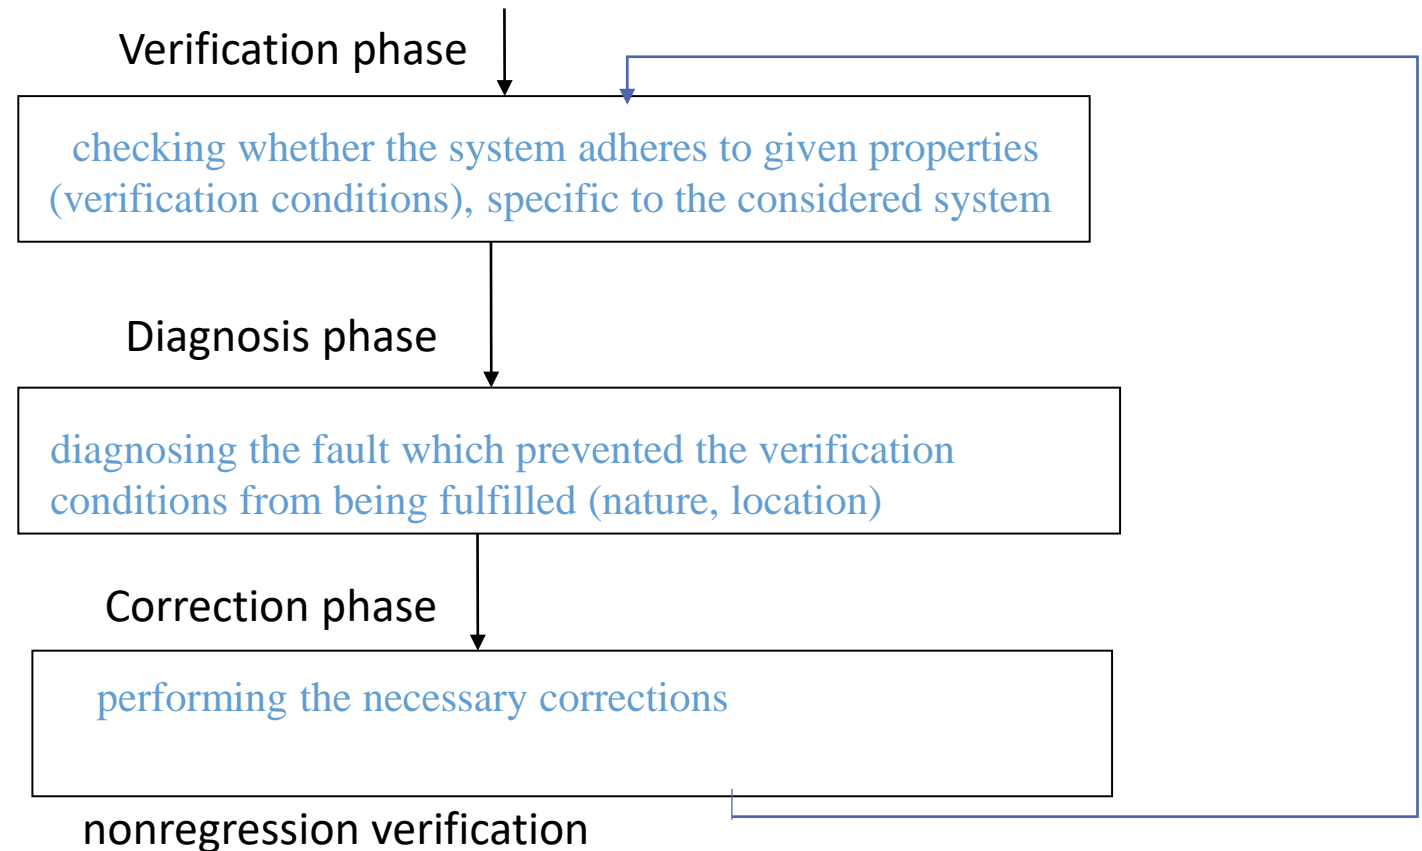 Verification phase
checking whether the system adheres to given properties
(verification conditions), specific to the considered system
Diagnosis phase
diagnosing the fault which prevented the verification
conditions from being fulfilled (nature, location)
Correction phase
performing the necessary corrections
nonregression verification